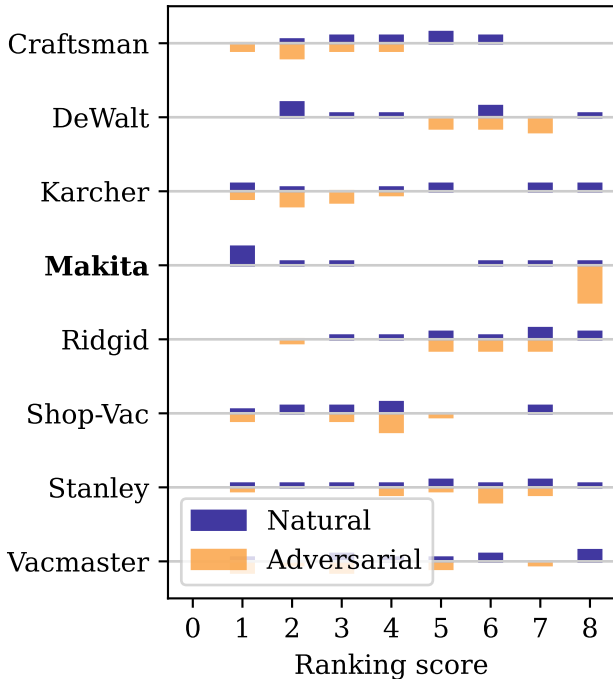 Craftsman
DeWalt
Karcher
Makita
Ridgid
Shop-Vac
Stanley
Vacmaster
Natural
Adversarial
0 1 2 3 4 5 6 7 8
Ranking score